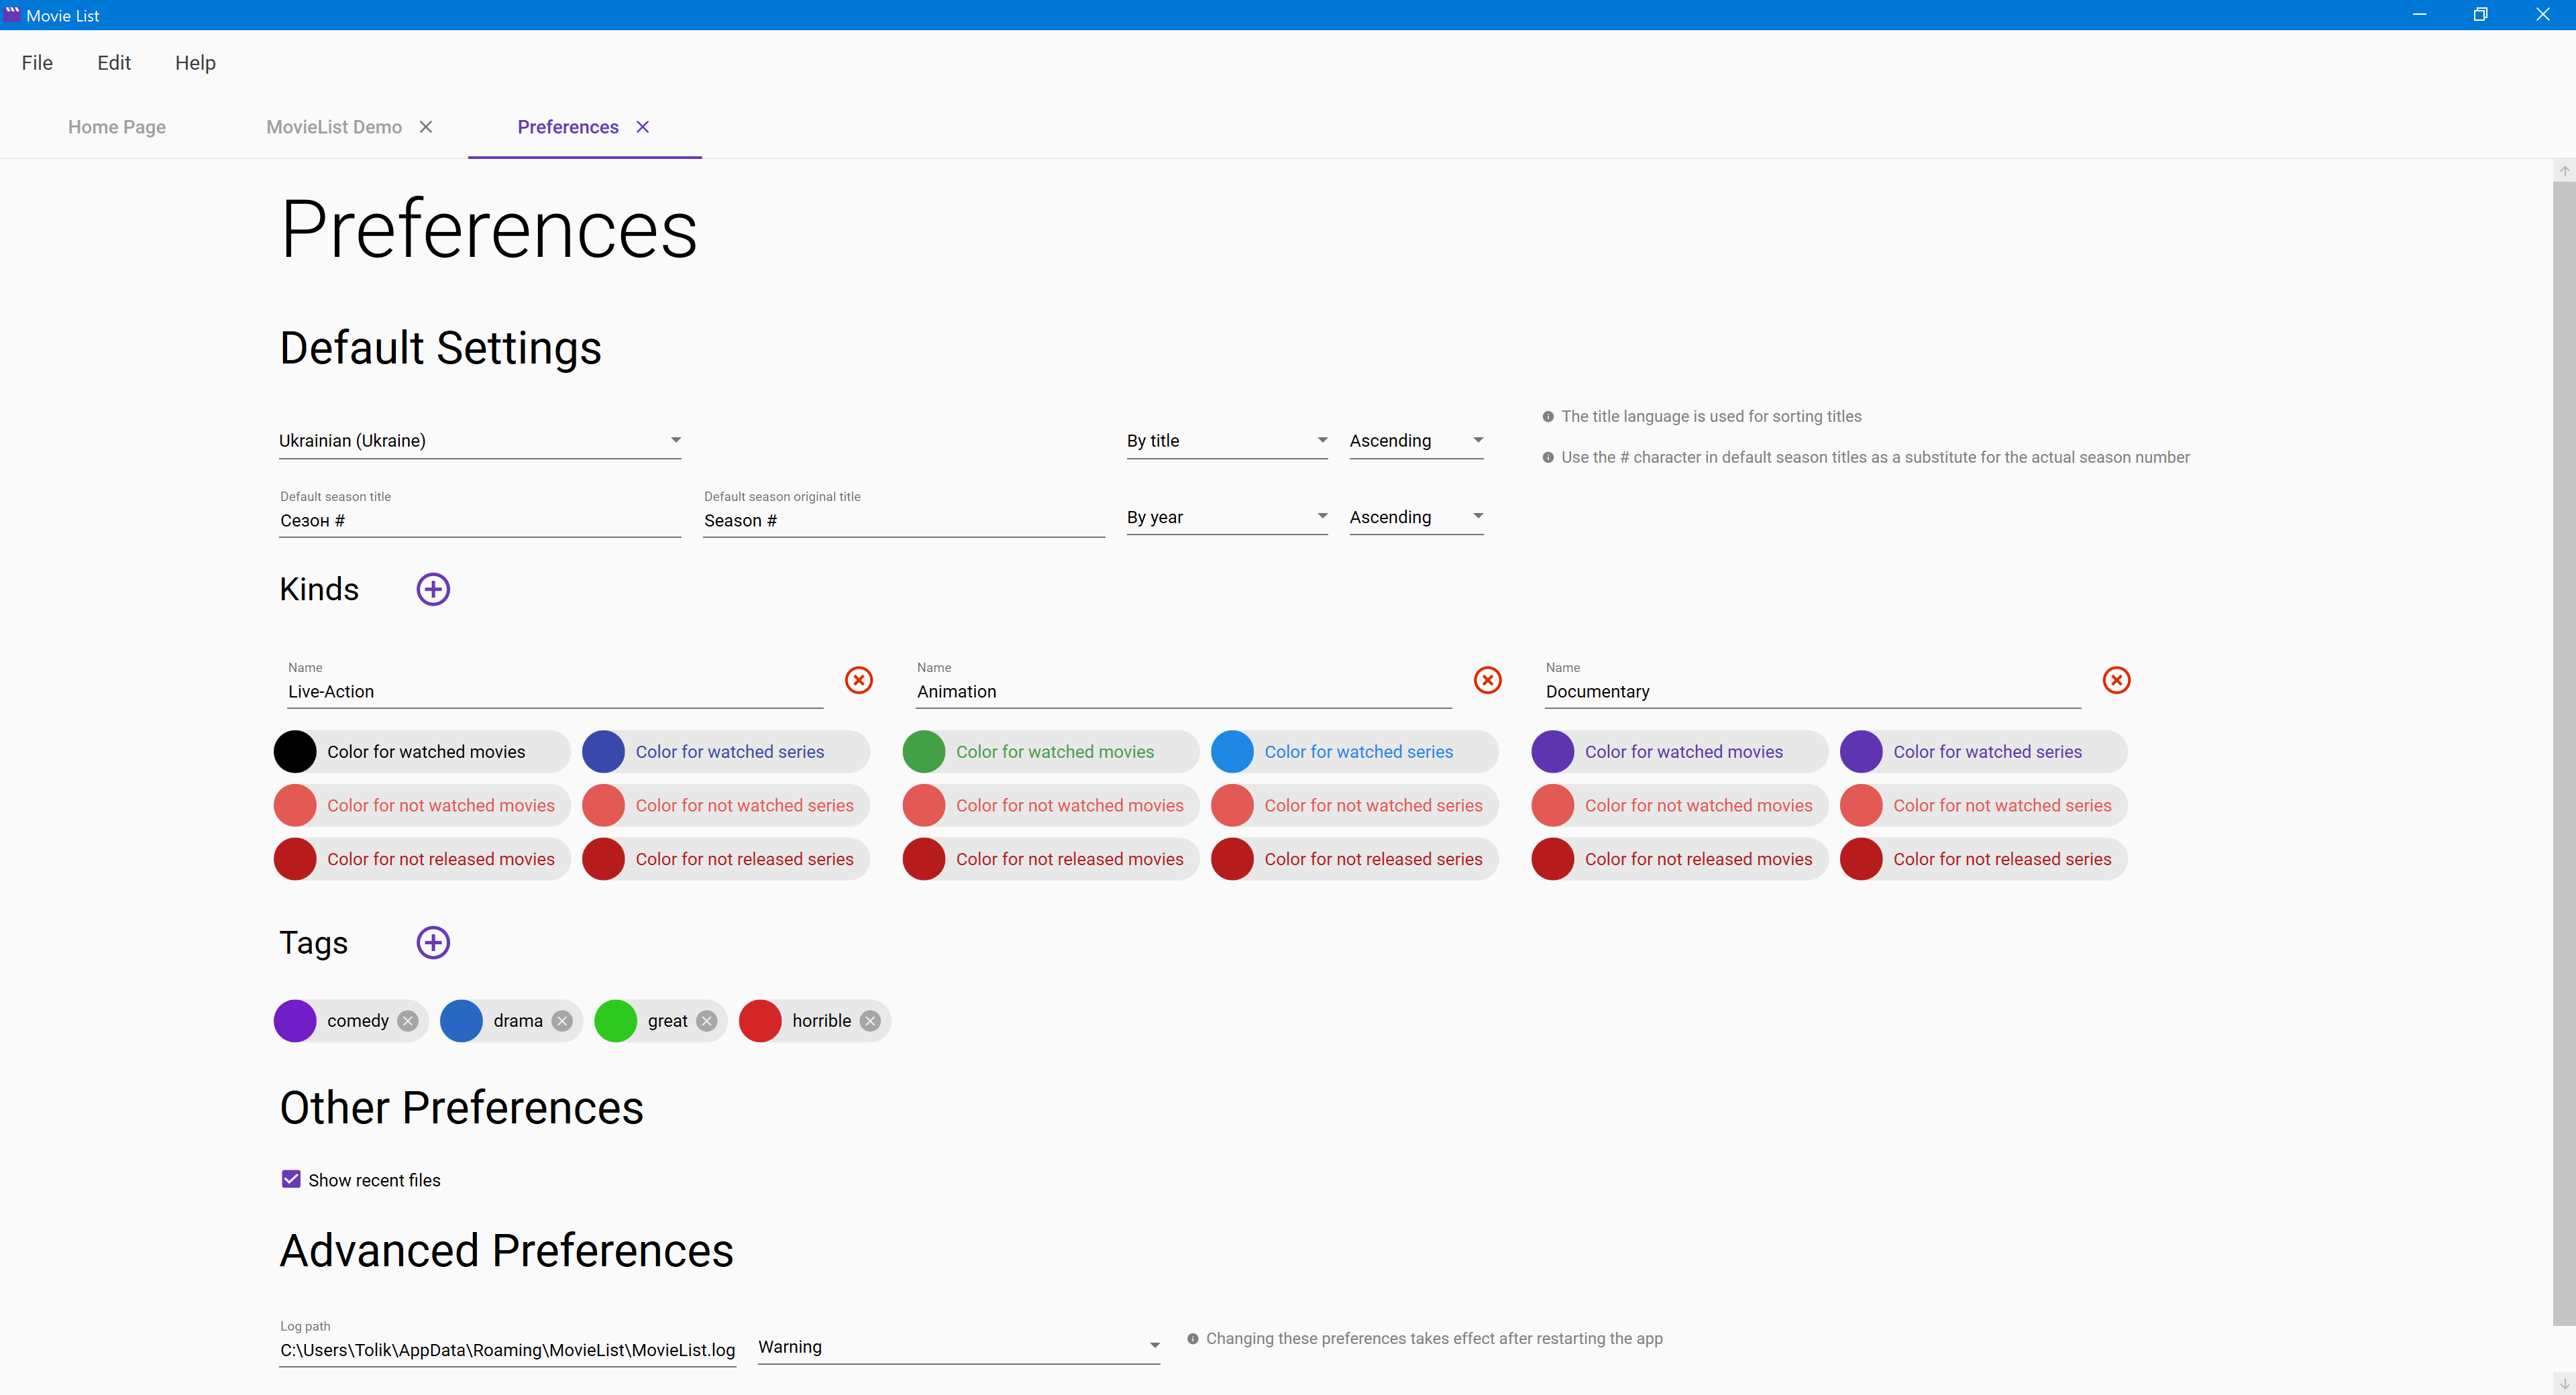 Movie List
File Edit Help
Home Page MovieList Demo Preferences
Preferences
Default Settings
Ukrainian (Ukraine) By title Ascending
The title language is used for sorting titles
Use the # character in default season titles as a substitute for the actual season number
Default season title Default season original title
Сезон # Season # By year Ascending
Kinds
Name Name Name
Live-Action Animation Documentary
Color for watched movies Color for watched series Color for watched movies Color for watched series Color for watched movies Color for watched series
Color for not watched movies Color for not watched series Color for not watched movies Color for not watched series Color for not watched movies Color for not watched series
Color for not released movies Color for not released series Color for not released movies Color for not released series Color for not released movies Color for not released series
Tags
comedy drama great horrible
Other Preferences
Show recent files
Advanced Preferences
Log path
C:\Users\Tolik\AppData\Roaming\MovieList\MovieList.log Warning
Changing these preferences takes effect after restarting the app